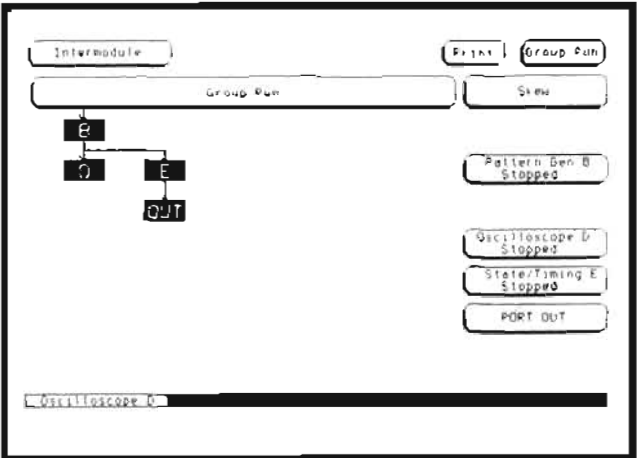 Intermodule
Print
Group Run
Group Run
Skew
B
D
E
OUT
Pattern Gen B
Stopped
Oscilloscope D
Stopped
State/Timing E
Stopped
PORT OUT
Oscilloscope D